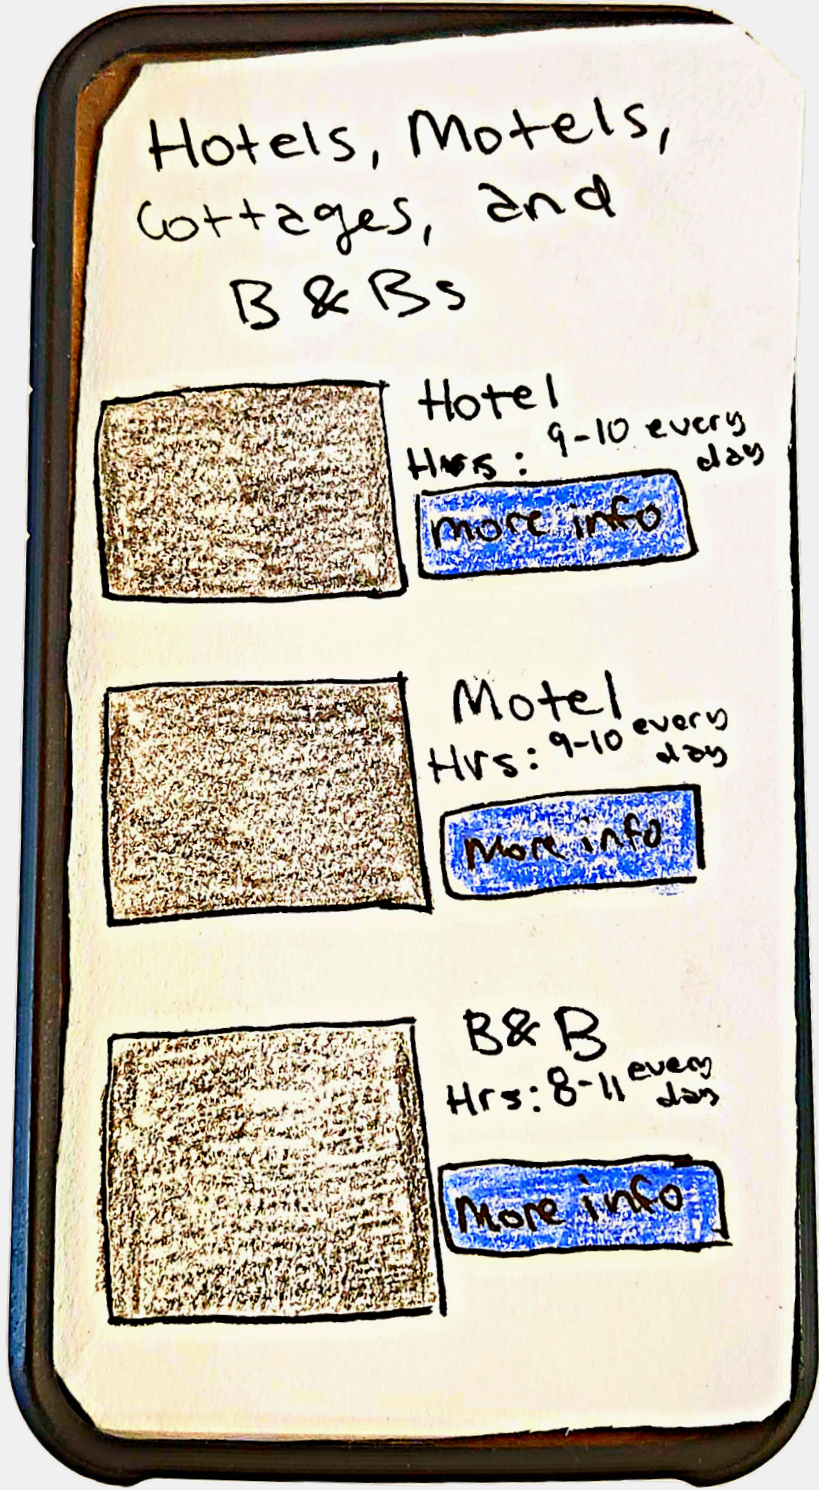 Hotels, Motels,
Cottages, and
B & Bs
Hotel
Hrs: 9-10 every
day
more info
Motel
Hrs: 9-10 every
day
More info
B&B
Hrs: 8-11 every
day
More info